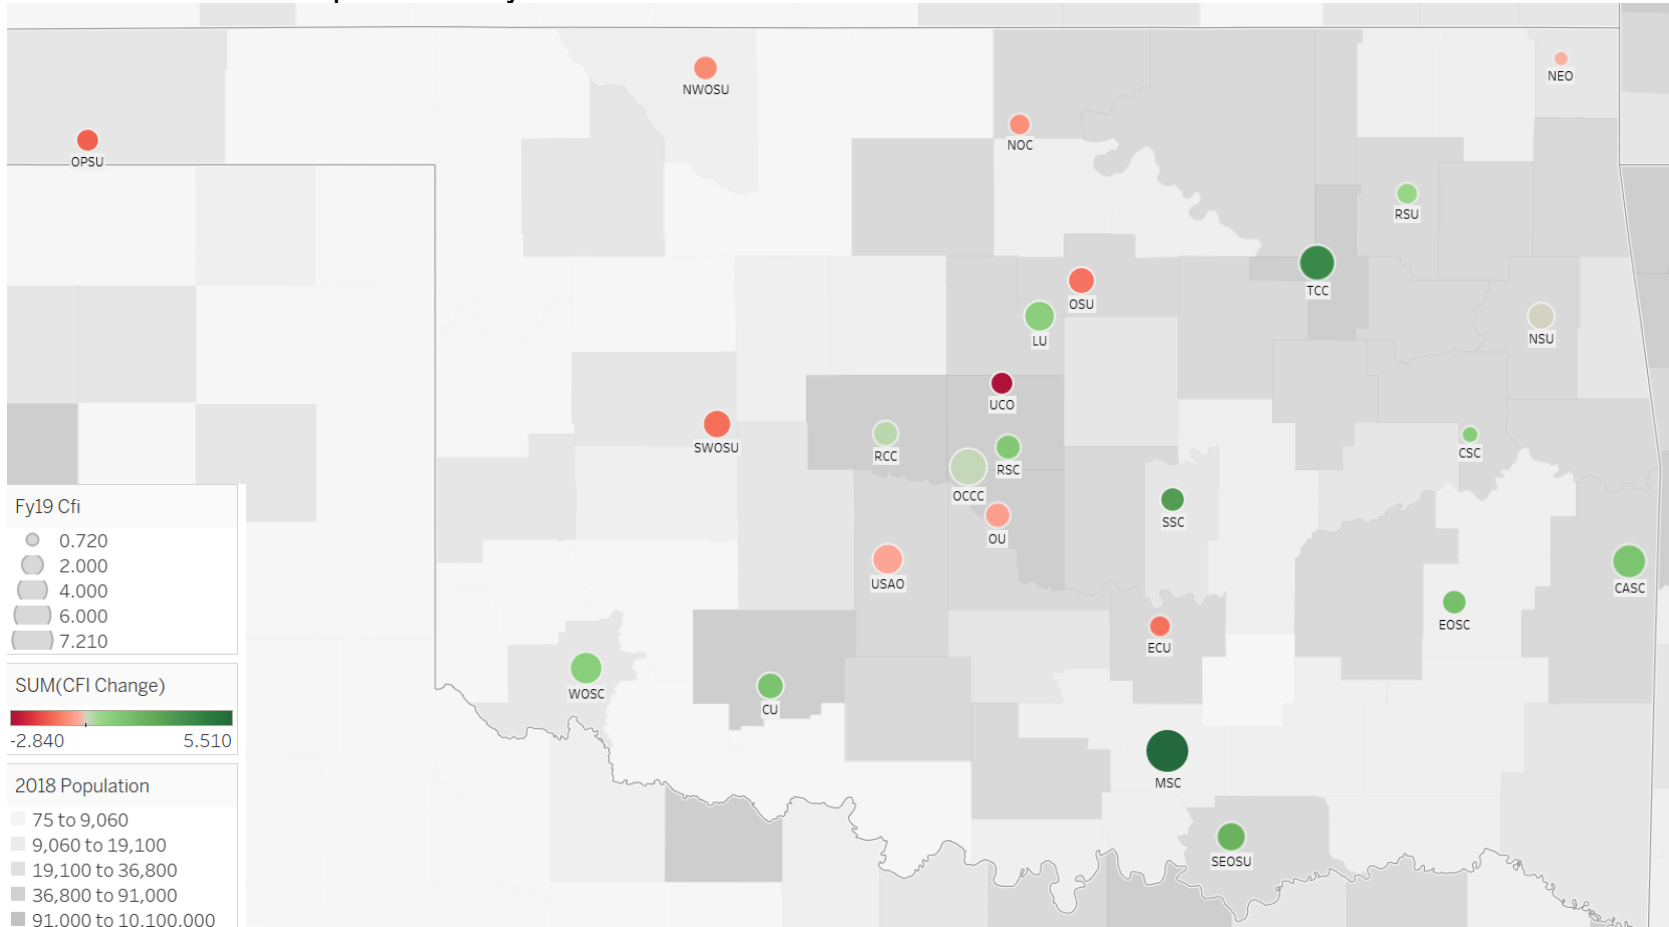 NWOSU
NEO
OPSU
NOC
RSU
TCC
OSU
LU
NSU
UCO
SWOSU
RCC
RSC
CSC
OCCC
SSC
OU
USAO
CASC
EOSC
ECU
WOSC
CU
MSC
SEOSU
Fy19 Cfi
0.720
2.000
4.000
6.000
7.210
SUM(CFI Change)
-2.840 5.510
2018 Population
75 to 9,060
9,060 to 19,100
19,100 to 36,800
36,800 to 91,000
91,000 to 10,100,000